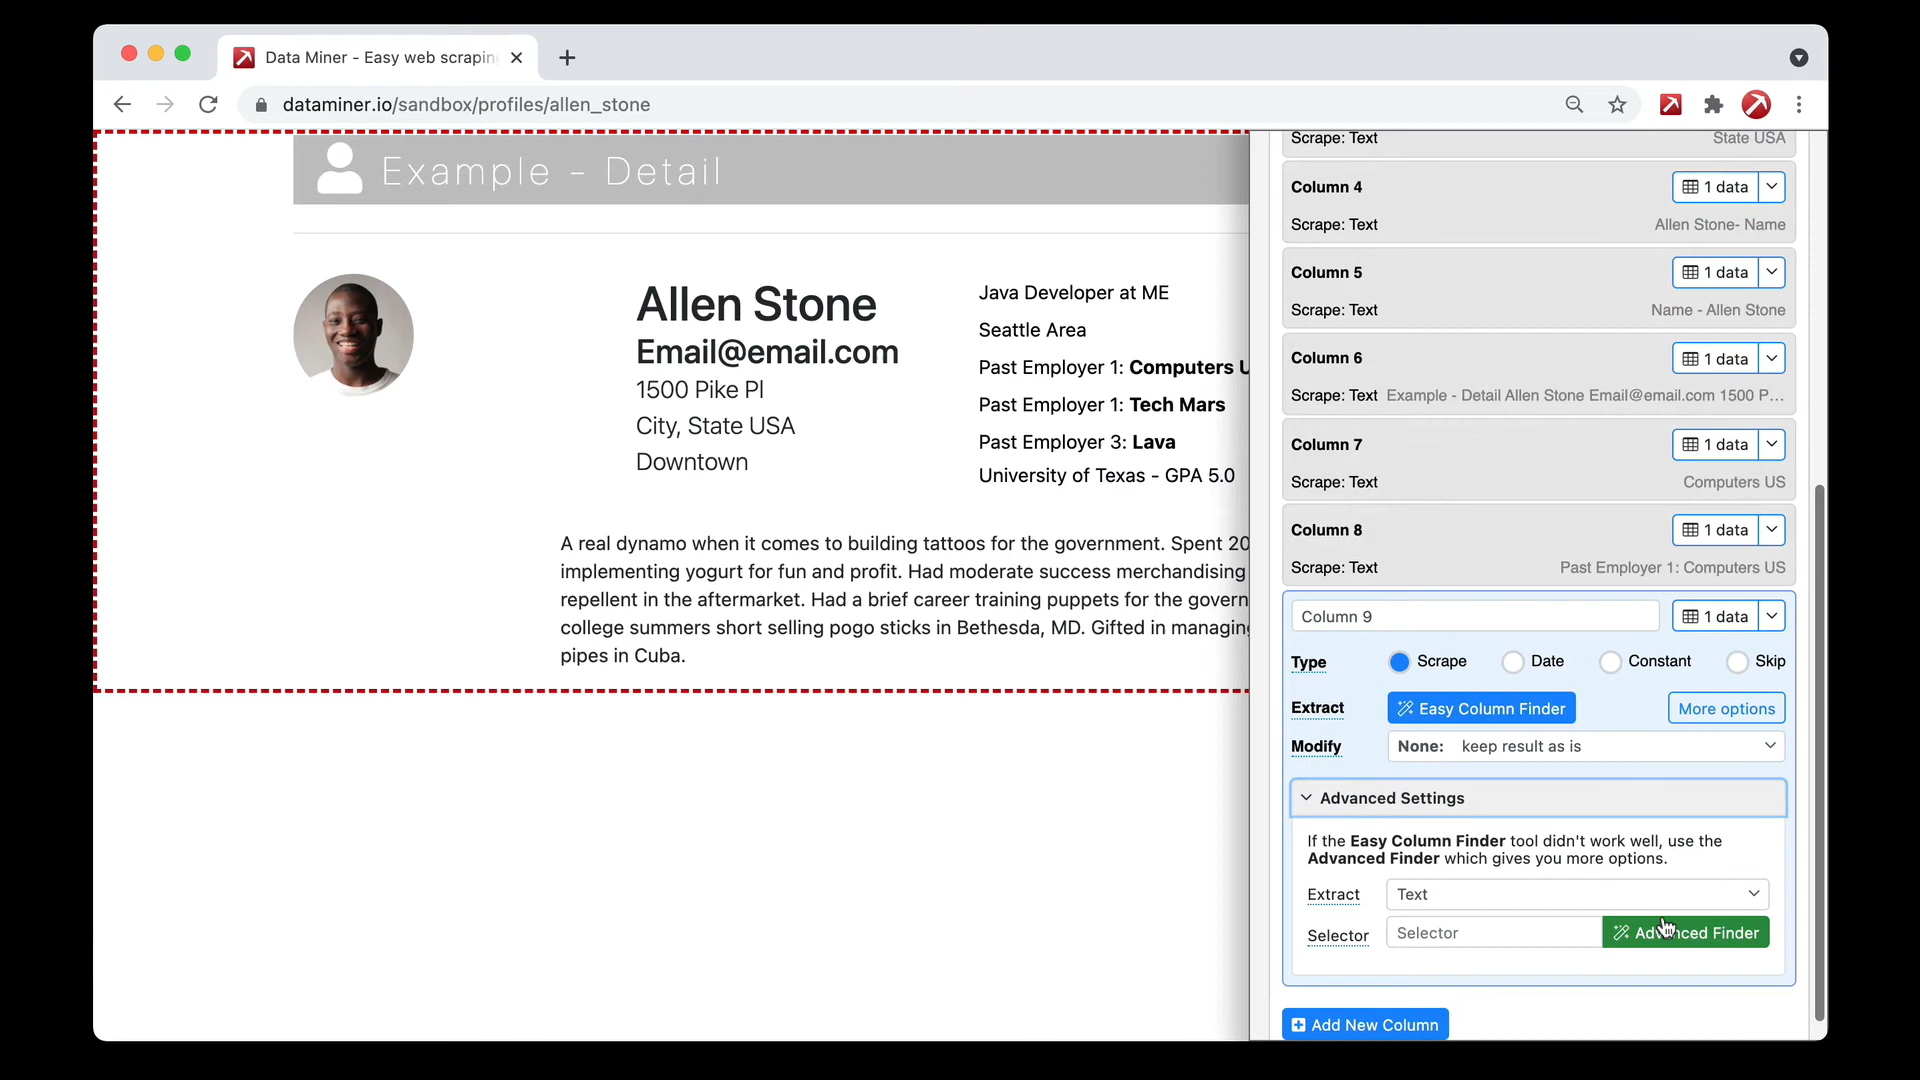 Data Miner - Easy web scraping
dataminer.io/sandbox/profiles/allen_stone
Example - Detail
Allen Stone
Email@email.com
1500 Pike Pl
City, State USA
Downtown
Java Developer at ME
Seattle Area
Past Employer 1: Computers U
Past Employer 1: Tech Mars
Past Employer 3: Lava
University of Texas - GPA 5.0
A real dynamo when it comes to building tattoos for the government. Spent 20
implementing yogurt for fun and profit. Had moderate success merchandising
repellent in the aftermarket. Had a brief career training puppets for the govern
college summers short selling pogo sticks in Bethesda, MD. Gifted in managing
pipes in Cuba.
Scrape: Text State USA
Column 4 1 data
Scrape: Text Allen Stone- Name
Column 5 1 data
Scrape: Text Name - Allen Stone
Column 6 1 data
Scrape: Text Example - Detail Allen Stone Email@email.com 1500 P...
Column 7 1 data
Scrape: Text Computers US
Column 8 1 data
Scrape: Text Past Employer 1: Computers US
Column 9 1 data
Type Scrape Date Constant Skip
Extract Easy Column Finder More options
Modify None: keep result as is
Advanced Settings
If the Easy Column Finder tool didn't work well, use the
Advanced Finder which gives you more options.
Extract Text
Selector Selector Advanced Finder
Add New Column